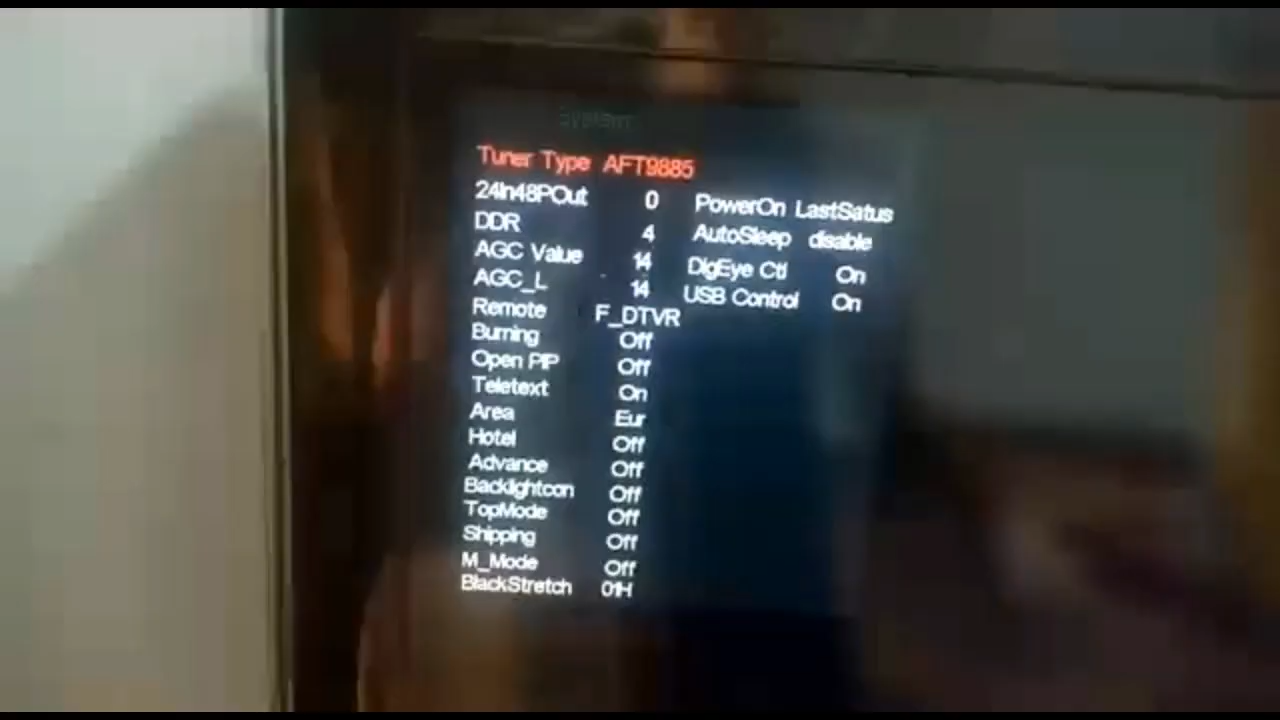 System
Tuner Type AFT9885
24In48POut 0 PowerOn LastSatus
DDR 4 AutoSleep disable
AGC Value 14 DigEye Ctl On
AGC_L 14 USB Control On
Remote F_DTVR
Burning Off
Open PIP Off
Teletext On
Area Eur
Hotel Off
Advance Off
Backlightcon Off
TopMode Off
Shipping Off
M_Mode Off
BlackStretch 01H